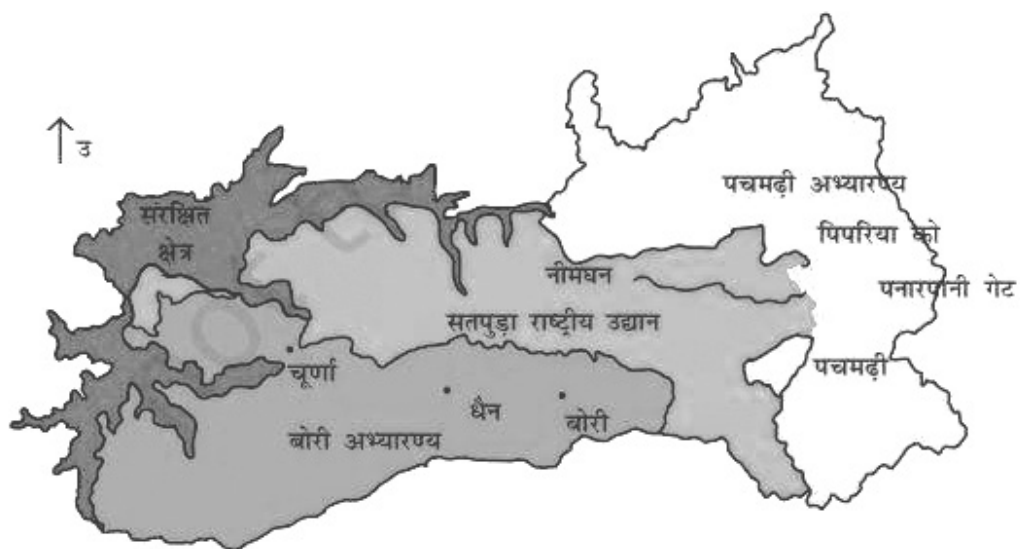 उ
पचमढ़ी अभ्यारण्य
संरक्षित
क्षेत्र
पिपरिया को
नीमघन
पनारपानी गेट
सतपुड़ा राष्ट्रीय उद्यान
चूर्णा
पचमढ़ी
धैन
बोरी
बोरी अभ्यारण्य